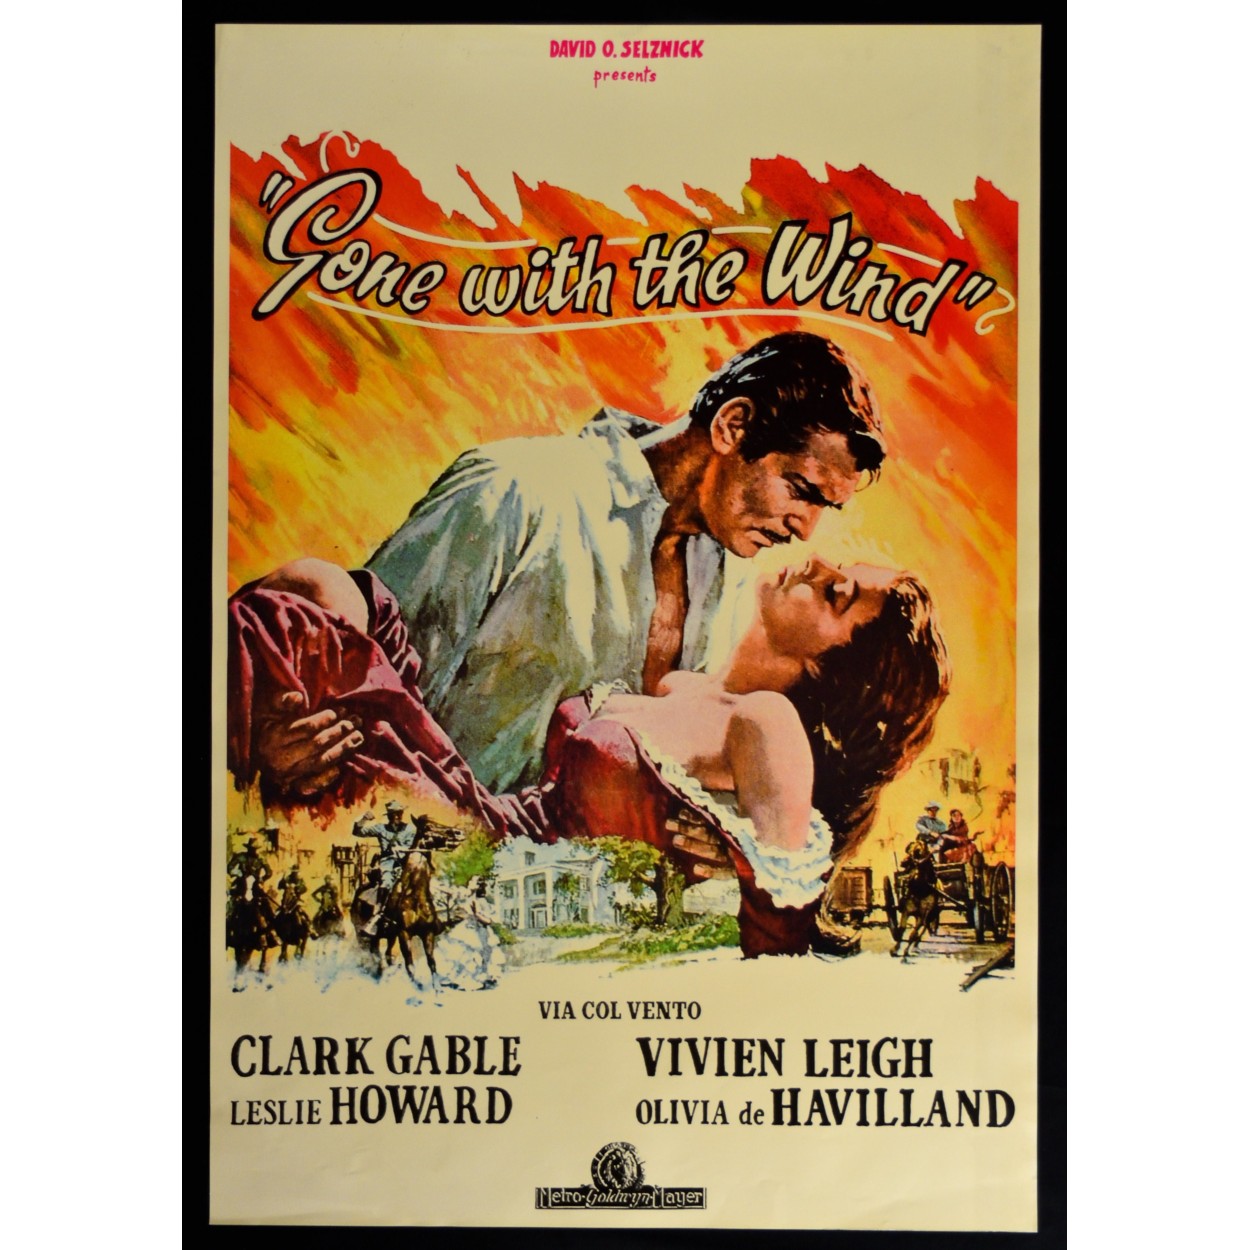 DAVID O. SELZNICK
presents
"Gone with the Wind"
VIA COL VENTO
CLARK GABLE
VIVIEN LEIGH
LESLIE HOWARD
OLIVIA de HAVILLAND
Metro-Goldwyn-Mayer